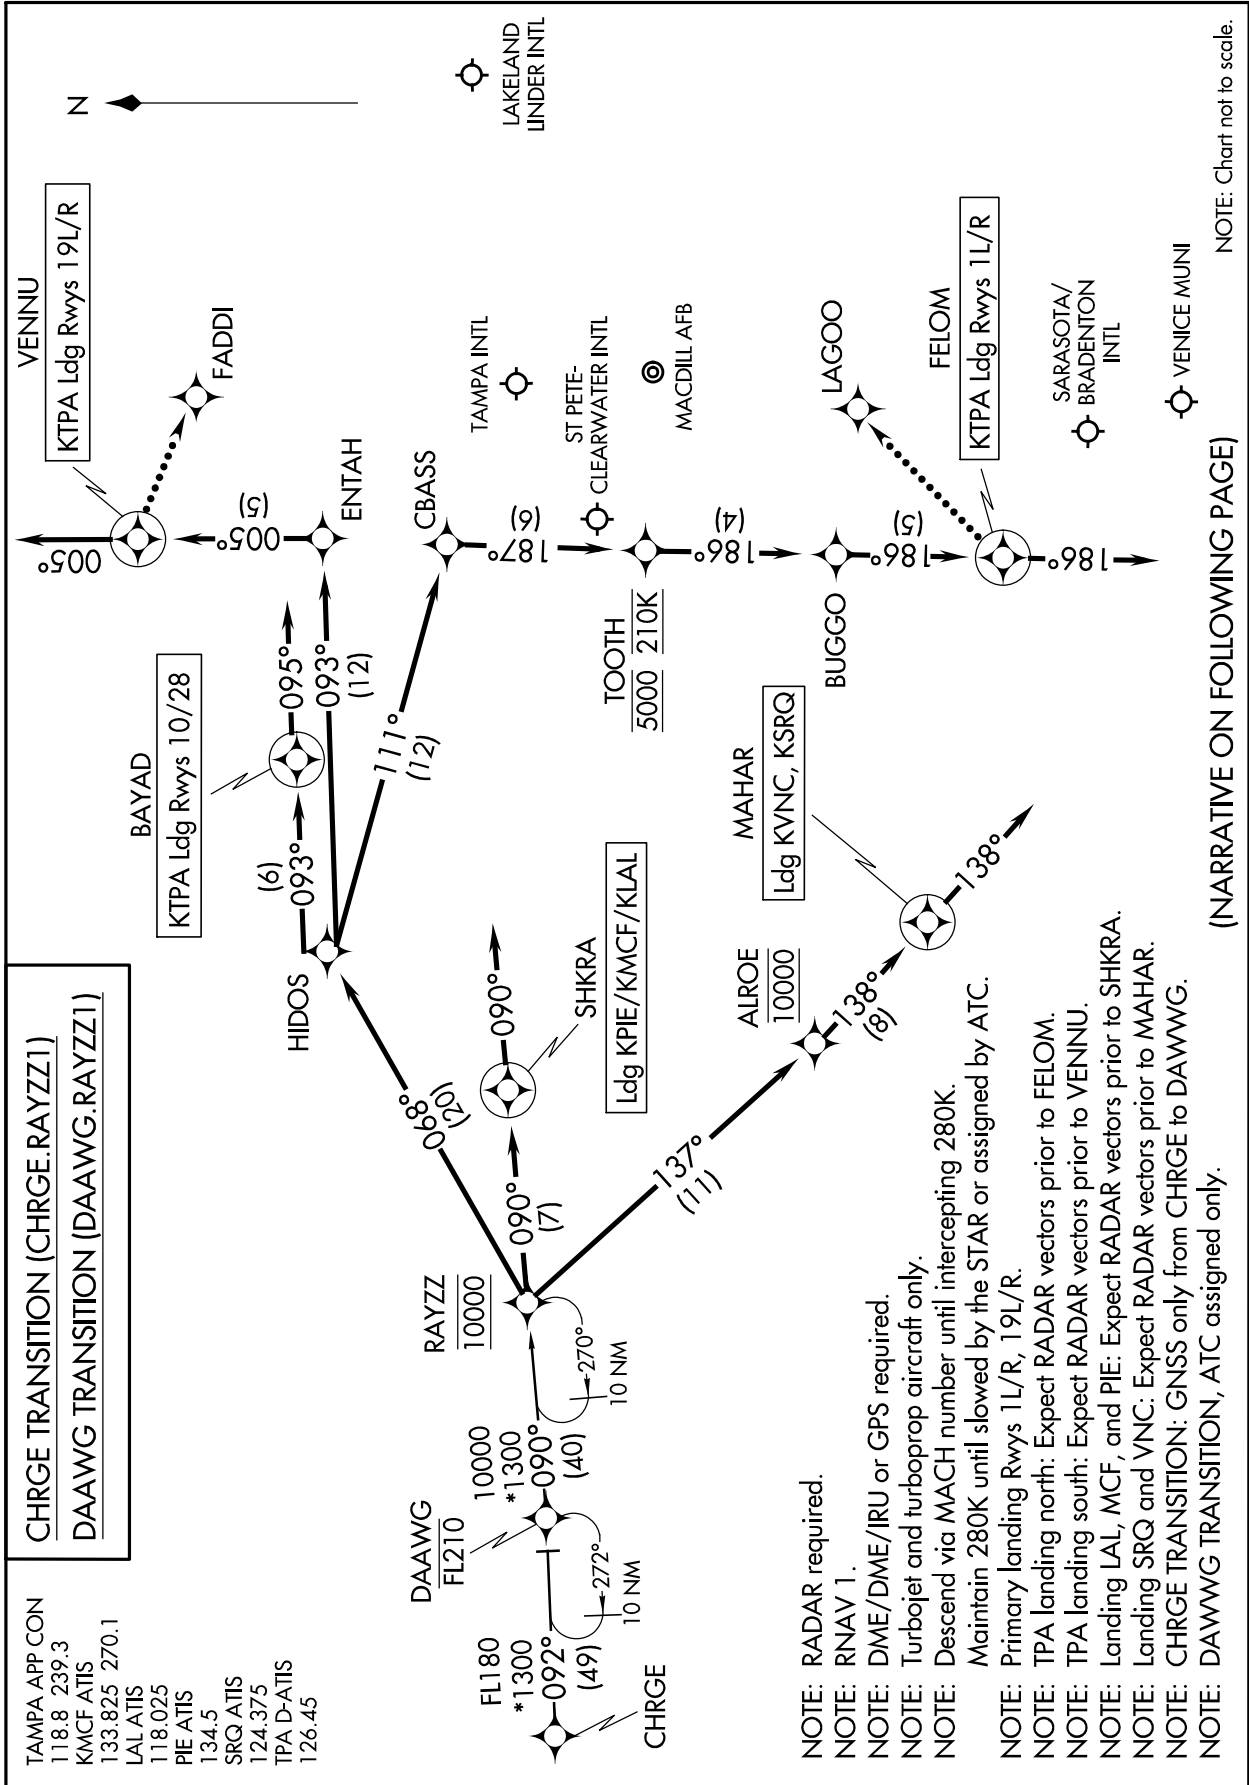 TAMPA APP CON
118.8 239.3
KMCF ATIS
133.825 270.1
LAL ATIS
118.025
PIE ATIS
134.5
SRQ ATIS
124.375
TPA D-ATIS
126.45
CHRGE TRANSITION (CHRGE.RAYZZ1)
DAAWG TRANSITION (DAAWG.RAYZZ1)
N
VENNU
KTPA Ldg Rwys 19L/R
FADDI
005°
005°
(5)
ENTAH
BAYAD
KTPA Ldg Rwys 10/28
(6)
093°
095°
093°
(12)
HIDOS
111°
(12)
CBASS
187°
(6)
LAKELAND
LINDER INTL
TAMPA INTL
ST PETE-
CLEARWATER INTL
MACDILL AFB
TOOTH
5000 210K
186°
(4)
BUGGO
186°
(5)
LAGOO
FELOM
KTPA Ldg Rwys 1L/R
186°
SARASOTA/
BRADENTON
INTL
VENICE MUNI
068°
(20)
090°
SHKRA
Ldg KPIE/KMCF/KLAL
RAYZZ
10000
090°
(7)
137°
(11)
ALROE
10000
138°
(8)
MAHAR
Ldg KVNC, KSRQ
138°
DAAWG
FL210
10000
*1300
090°
(40)
270°
10 NM
FL180
*1300
092°
(49)
272°
10 NM
CHRGE
NOTE: RADAR required.
NOTE: RNAV 1.
NOTE: DME/DME/IRU or GPS required.
NOTE: Turbojet and turboprop aircraft only.
NOTE: Descend via MACH number until intercepting 280K.
Maintain 280K until slowed by the STAR or assigned by ATC.
NOTE: Primary landing Rwys 1L/R, 19L/R.
NOTE: TPA landing north: Expect RADAR vectors prior to FELOM.
NOTE: TPA landing south: Expect RADAR vectors prior to VENNU.
NOTE: Landing LAL, MCF, and PIE: Expect RADAR vectors prior to SHKRA.
NOTE: Landing SRQ and VNC: Expect RADAR vectors prior to MAHAR.
NOTE: CHRGE TRANSITION: GNSS only from CHRGE to DAWWG.
NOTE: DAWWG TRANSITION, ATC assigned only.
(NARRATIVE ON FOLLOWING PAGE)
NOTE: Chart not to scale.